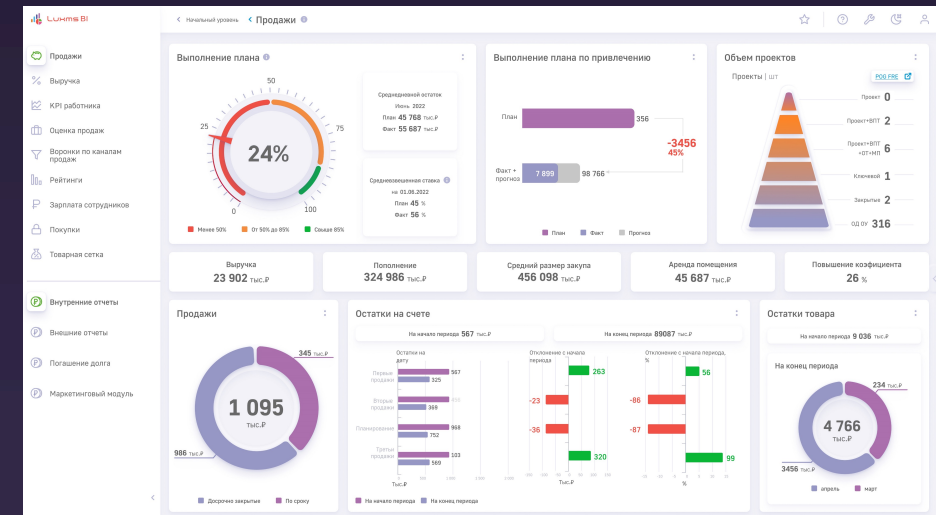 Luxms BI
Начальный уровень
Продажи
Продажи
Выручка
KPI работника
Оценка продаж
Воронки по каналам
продаж
Рейтинги
Зарплата сотрудников
Покупки
Товарная сетка
Внутренние отчеты
Внешние отчеты
Погашение долга
Маркетинговый модуль
Выполнение плана
50
25
75
24%
0
100
Менее 50%
От 50% до 85%
Свыше 85%
Среднедневной остаток
Июнь 2022
План 45 768 тыс.₽
Факт 55 687 тыс.₽
Средневзвешенная ставка
на 01.06.2022
План 45 %
Факт 56 %
Выполнение плана по привлечению
План
356
-3456
45%
Факт +
прогноз
7 899
98 766
План
Факт
Прогноз
Объем проектов
Проекты | шт
POG FRE
Проект 0
Проект+ВПТ 2
Проект+ВПТ
+ОТ+МП 6
Ключевой 1
Закрытые 2
ОД ОУ 316
Выручка
23 902 тыс.₽
Пополнение
324 986 тыс.₽
Средний размер закупа
456 098 тыс.₽
Аренда помещения
45 687 тыс.₽
Повышение коэфициента
26 %
Продажи
345 тыс.₽
1 095
тыс.₽
986 тыс.₽
Досрочно закрытые
По сроку
Остатки на счете
На начало периода 567 тыс.₽
На конец периода 89087 тыс.₽
Остатки на
дату
Отклонение с начала
периода
Отклонение с начала периода,
%
Первые
продажи
567
325
263
56
Вторые
продажи
369
-23
-86
Планирование
968
752
-36
-87
Третьи
продажи
103
569
320
99
Тыс.₽
Тыс.₽
%
На начало периода
На конец периода
Остатки товара
На начало периода 9 036 тыс.₽
На конец периода
234 тыс.₽
4 766
тыс.₽
3456 тыс.₽
апрель
март